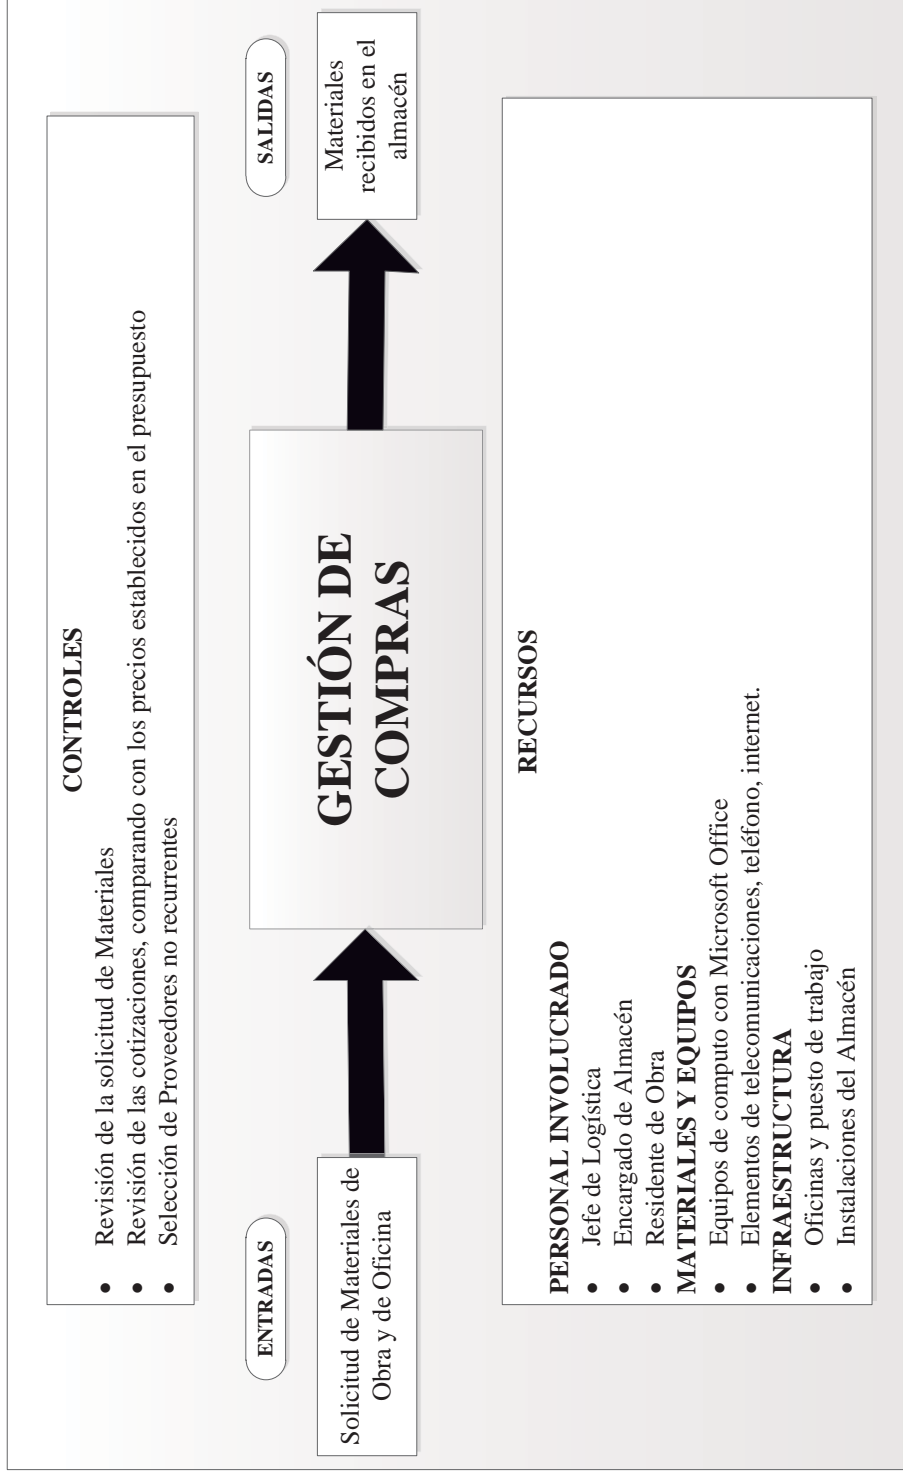 CONTROLES
• Revisión de la solicitud de Materiales
• Revisión de las cotizaciones, comparando con los precios establecidos en el presupuesto
• Selección de Proveedores no recurrentes
ENTRADAS
Solicitud de Materiales de
Obra y de Oficina
GESTIÓN DE
COMPRAS
SALIDAS
Materiales
recibidos en el
almacén
RECURSOS
PERSONAL INVOLUCRADO
• Jefe de Logística
• Encargado de Almacén
• Residente de Obra
MATERIALES Y EQUIPOS
• Equipos de computo con Microsoft Office
• Elementos de telecomunicaciones, teléfono, internet.
INFRAESTRUCTURA
• Oficinas y puesto de trabajo
• Instalaciones del Almacén